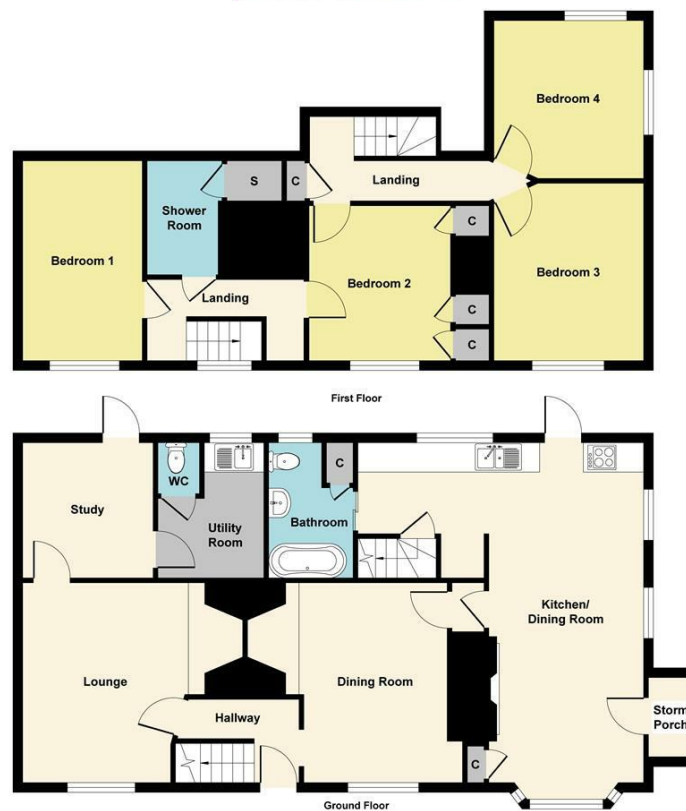 Bedroom 4
S
C
Landing
Shower
Room
C
Bedroom 1
Bedroom 2
Bedroom 3
Landing
C
C
First Floor
WC
C
Study
Utility
Room
Bathroom
Kitchen/
Dining Room
Lounge
Dining Room
Hallway
Storm
Porch
C
Ground Floor